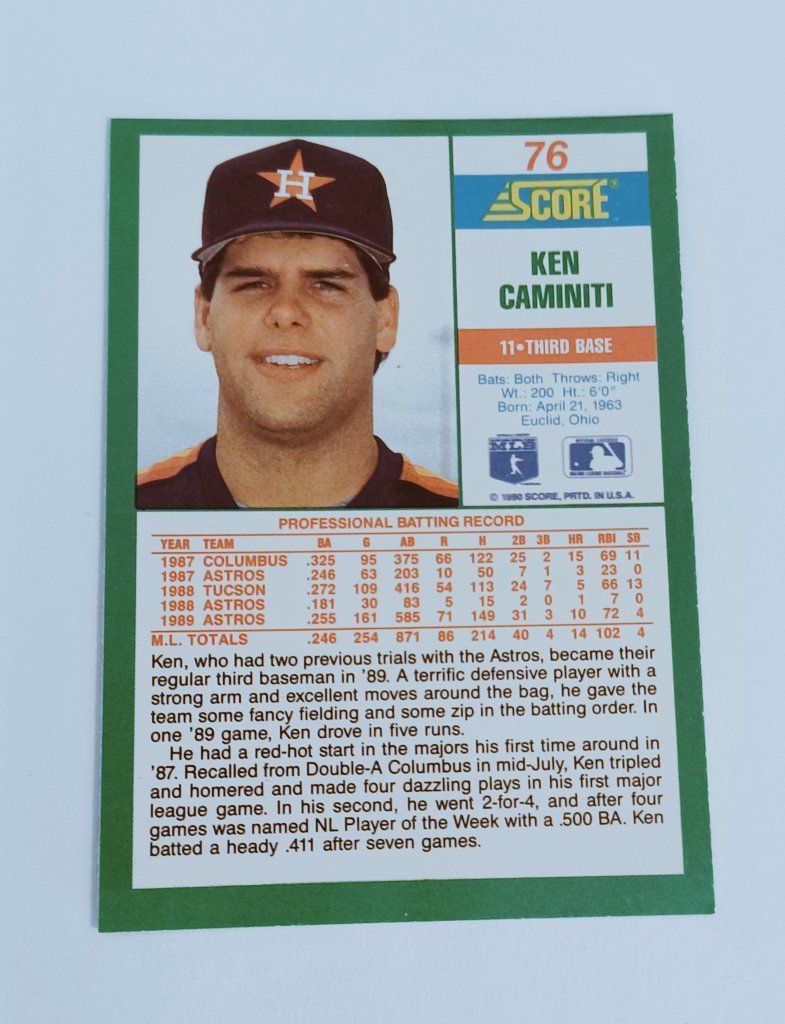 H
76
SCORE®
KEN
CAMINITI
11•THIRD BASE
Bats: Both Throws: Right
Wt.: 200 Ht.: 6'0"
Born: April 21, 1963
Euclid, Ohio
MLS
© 1990 SCORE, PRTD. IN U.S.A.
PROFESSIONAL BATTING RECORD
YEAR TEAM BA G AB R H 2B 3B HR RBI SB
1987 COLUMBUS .325 95 375 66 122 25 2 15 69 11
1987 ASTROS .246 63 203 10 50 7 1 3 23 0
1988 TUCSON .272 109 416 54 113 24 7 5 66 13
1988 ASTROS .181 30 83 5 15 2 0 1 7 0
1989 ASTROS .255 161 585 71 149 31 3 10 72 4
M.L. TOTALS .246 254 871 86 214 40 4 14 102 4
Ken, who had two previous trials with the Astros, became their
regular third baseman in '89. A terrific defensive player with a
strong arm and excellent moves around the bag, he gave the
team some fancy fielding and some zip in the batting order. In
one '89 game, Ken drove in five runs.
He had a red-hot start in the majors his first time around in
'87. Recalled from Double-A Columbus in mid-July, Ken tripled
and homered and made four dazzling plays in his first major
league game. In his second, he went 2-for-4, and after four
games was named NL Player of the Week with a .500 BA. Ken
batted a heady .411 after seven games.